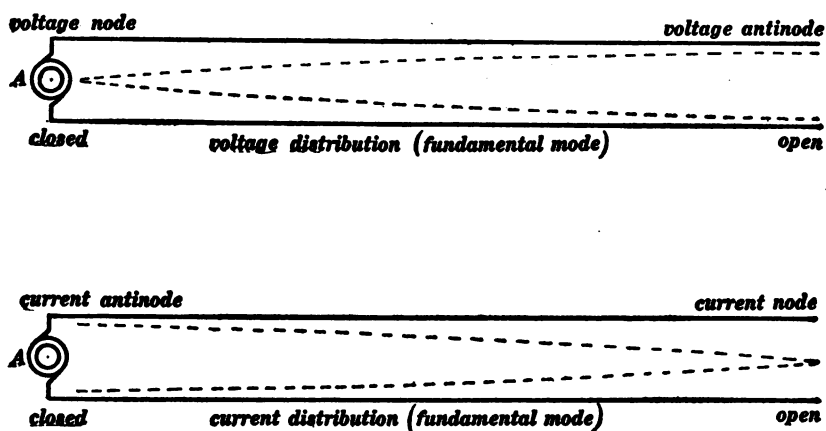 voltage node
voltage antinode
A
closed
voltage distribution (fundamental mode)
open
current antinode
current node
A
closed
current distribution (fundamental mode)
open